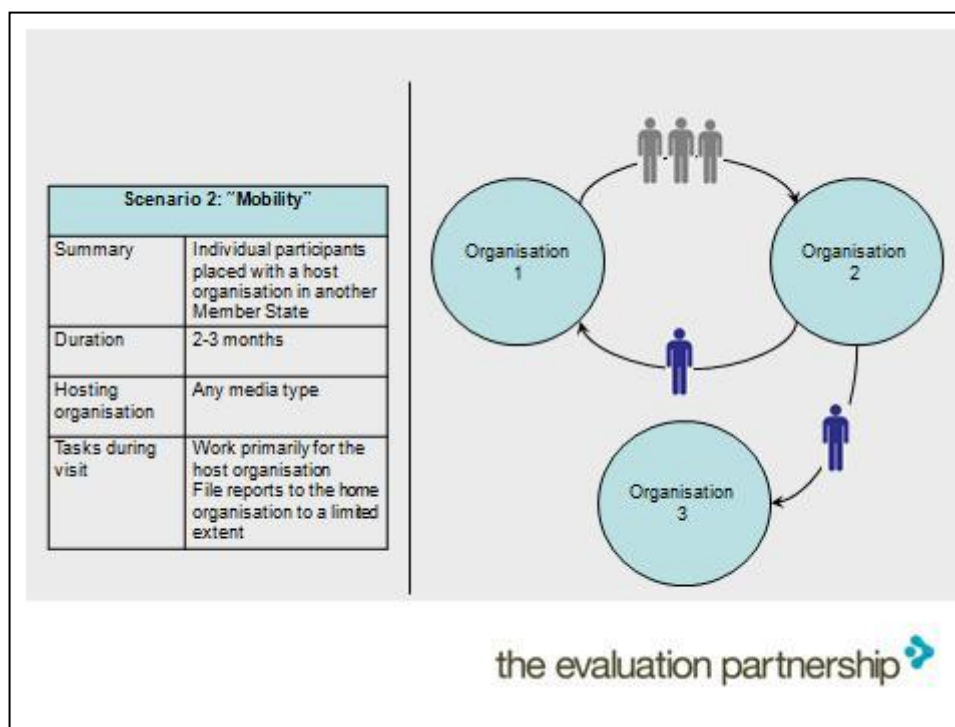 Scenario 2: "Mobility"
Summary
Individual participants
placed with a host
organisation in another
Member State
Duration
2-3 months
Hosting
organisation
Any media type
Tasks during
visit
Work primarily for the
host organisation
File reports to the home
organisation to a limited
extent
Organisation
1
Organisation
2
Organisation
3
the evaluation partnership